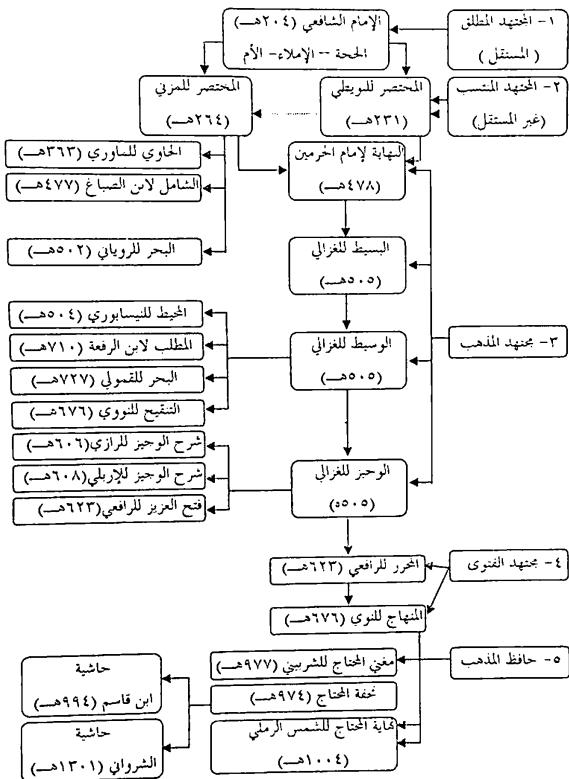 ١- المجتهد المطلق
( المستقل )
الإمام الشافعي (٢٠٤هـ)
الحجة -- الإملاء- الأم
٢- المجتهد المنتسب
(غير المستقل)
المختصر للبويطي
(٢٣١هـ)
المختصر للمزني
(٢٦٤هـ)
النهاية لإمام الحرمين
(٤٧٨هـ)
الحاوي للماوري (٣٦٣هـ)
الشامل لابن الصباغ (٤٧٧هـ)
البحر للروياني (٥٠٢هـ)
البسيط للغزالي
(٥٠٥هـ)
٣- مجتهد المذهب
الوسيط للغزالي
(٥٠٥هـ)
المحيط للنيسابوري (٥٠٤هـ)
المطلب لابن الرفعة (٧١٠هـ)
البحر للقمولي (٧٢٧هـ)
التنقيح للنووي (٦٧٦هـ)
الوجيز للغزالي
(٥٠٥ه)
شرح الوجيز للرازي(٦٠٦هـ)
شرح الوجيز للإربلي(٦٠٨هـ)
فتح العزيز للرافعي(٦٢٣هـ)
٤- مجتهد الفتوى
المحرر للرافعي (٦٢٣هـ)
المنهاج للنوي (٦٧٦هـ)
٥- حافظ المذهب
مغني المحتاج للشربيني (٩٧٧هـ)
تحفة المحتاج (٩٧٤هـ)
نهاية المحتاج للشمس الرملي
(١٠٠٤هـ)
حاشية
ابن قاسم (٩٩٤هـ)
حاشية
الشرواني (١٣٠١هـ)